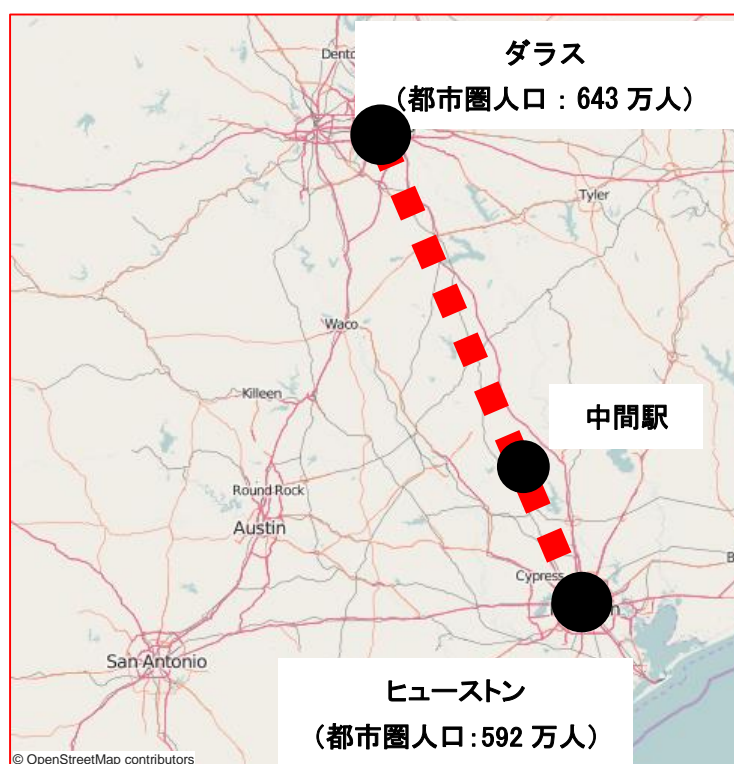 ダラス
(都市圏人口：643 万人)
Dento
Tyler
Waco
Killeen
中間駅
Round Rock
Austin
Cypress
San Antonio
ヒューストン
(都市圏人口:592 万人)
© OpenStreetMap contributors